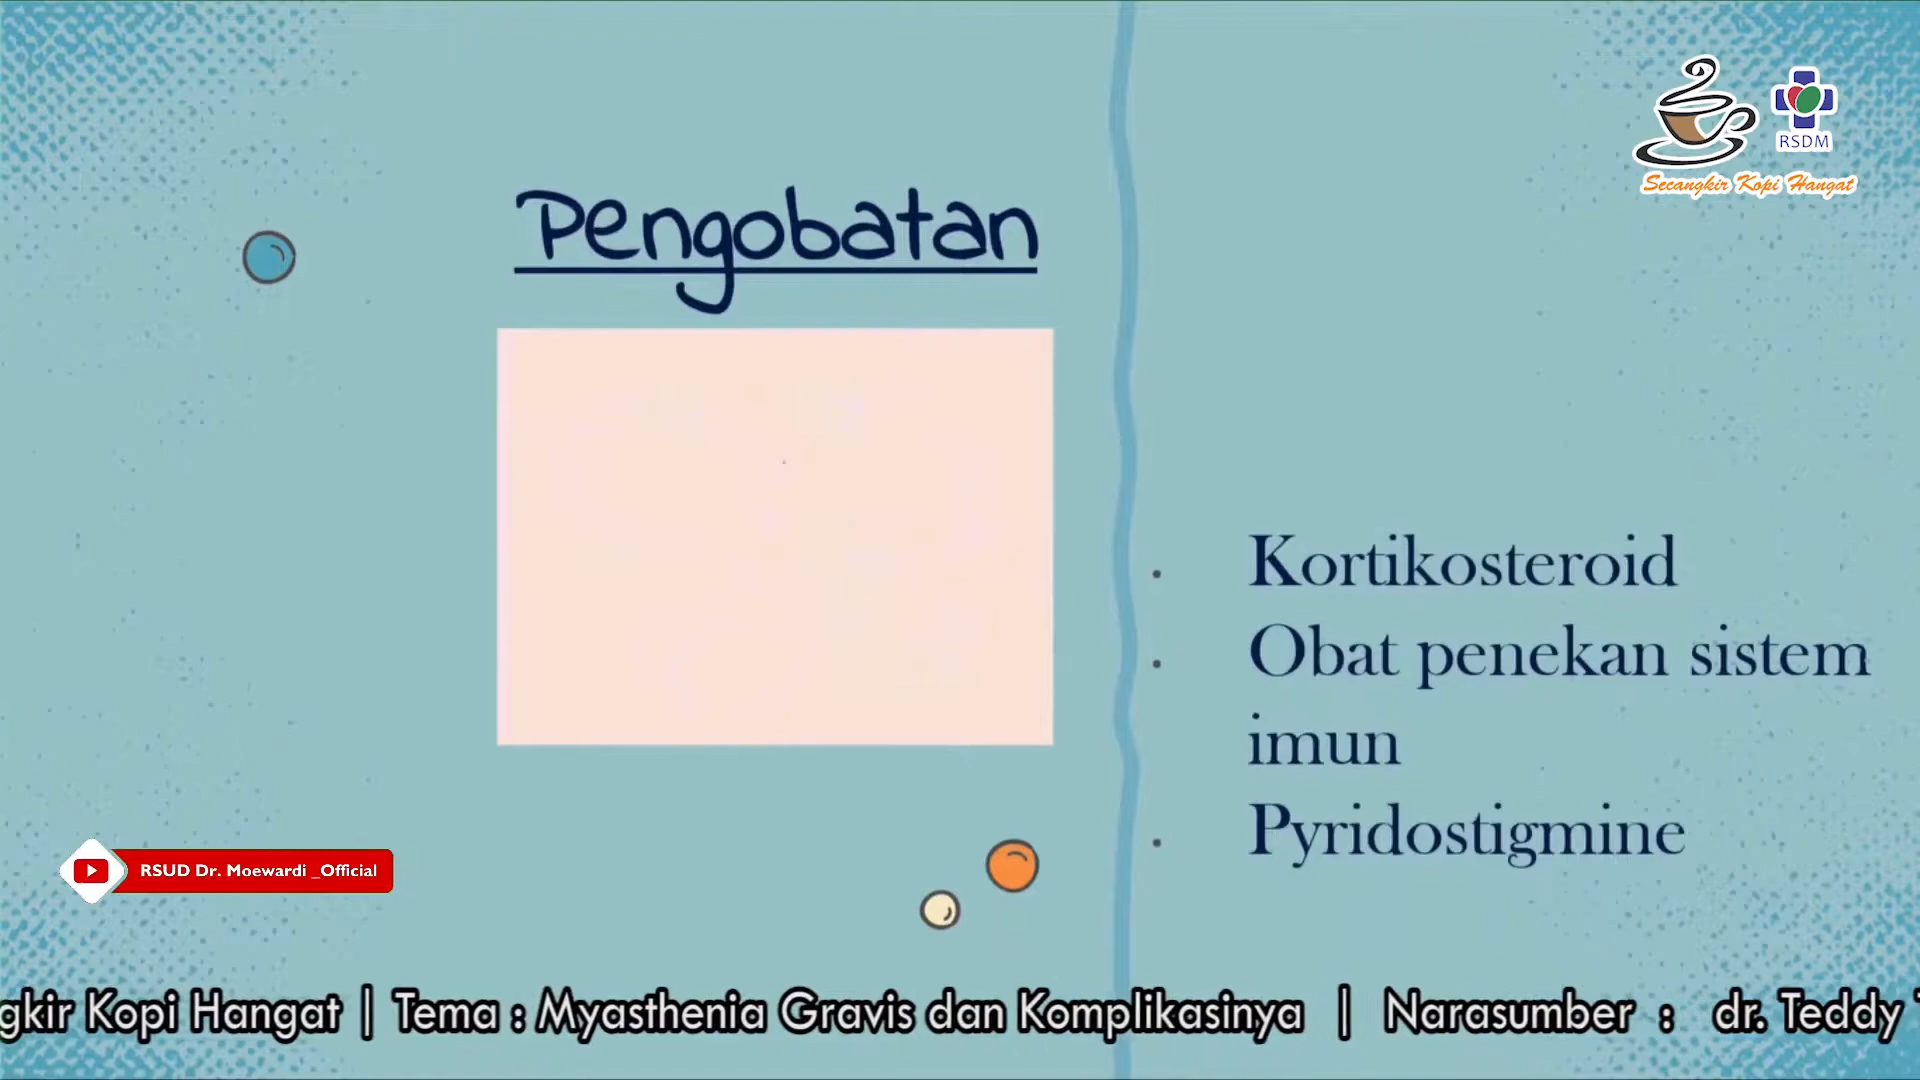 RSDM
Secangkir Kopi Hangat
Pengobatan
Kortikosteroid
Obat penekan sistem
imun
Pyridostigmine
RSUD Dr. Moewardi _Official
Kopi Hangat | Tema : Myasthenia Gravis dan Komplikasinya | Narasumber : dr. Teddy